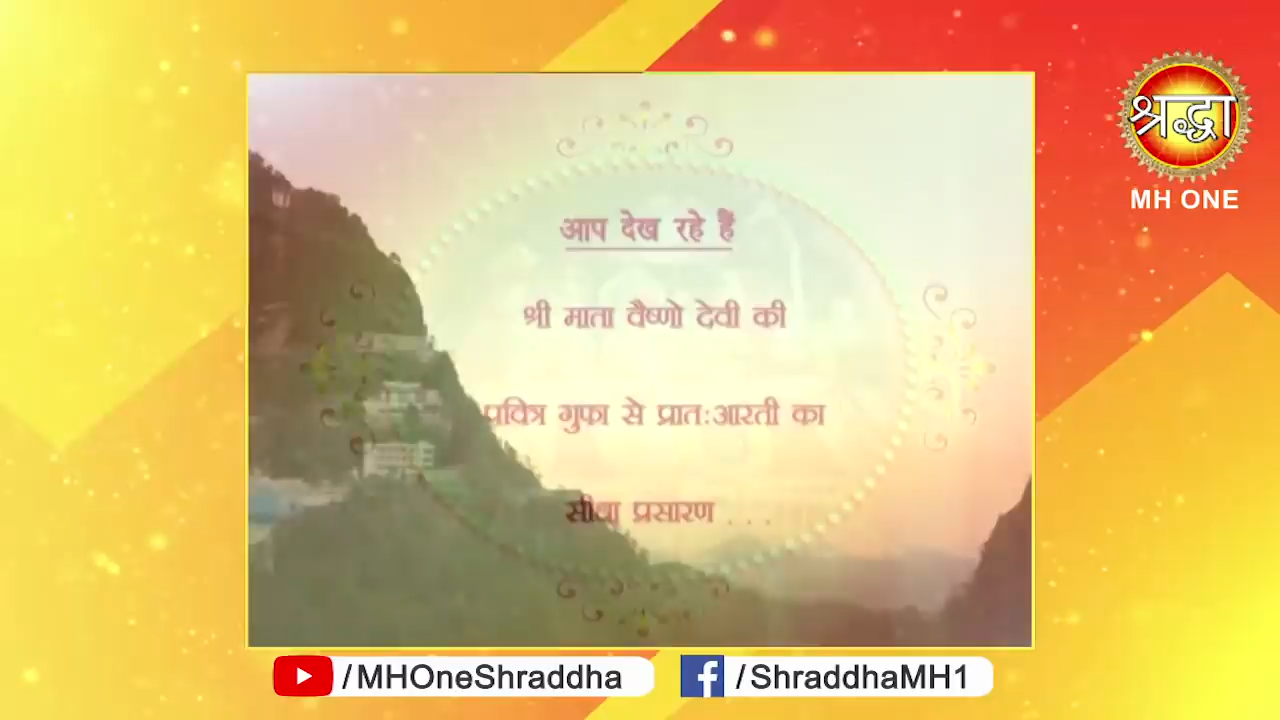 श्रद्धा
MH ONE
आप देख रहे हैं
श्री माता वैष्णो देवी की
पवित्र गुफा से प्रातःआरती का
सीधा प्रसारण . . .
/MHOneShraddha
/ShraddhaMH1